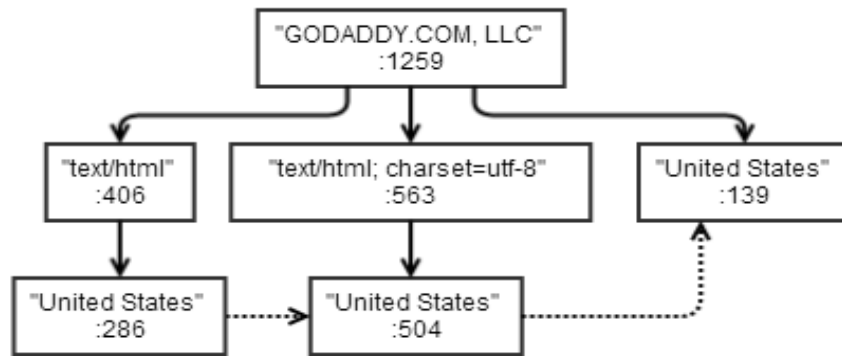 "GODADDY.COM, LLC"
:1259
"text/html"
:406
"text/html; charset=utf-8"
:563
"United States"
:139
"United States"
:286
"United States"
:504